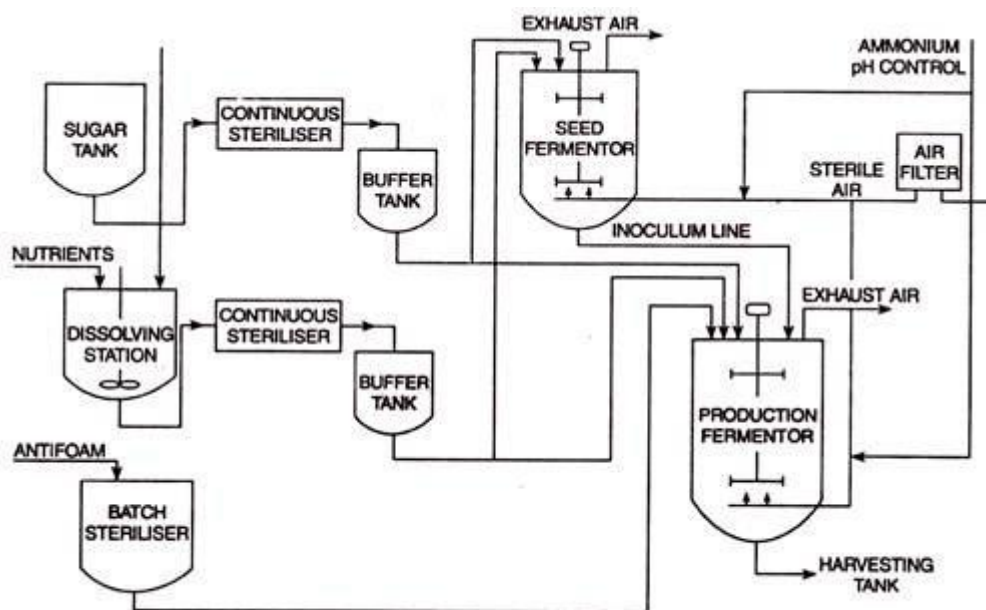 EXHAUST AIR
AMMONIUM
pH CONTROL
SUGAR
TANK
CONTINUOUS
STERILISER
SEED
FERMENTOR
AIR
FILTER
BUFFER
TANK
STERILE
AIR
INOCULUM LINE
NUTRIENTS
DISSOLVING
STATION
CONTINUOUS
STERILISER
EXHAUST AIR
BUFFER
TANK
PRODUCTION
FERMENTOR
ANTIFOAM
BATCH
STERILISER
HARVESTING
TANK